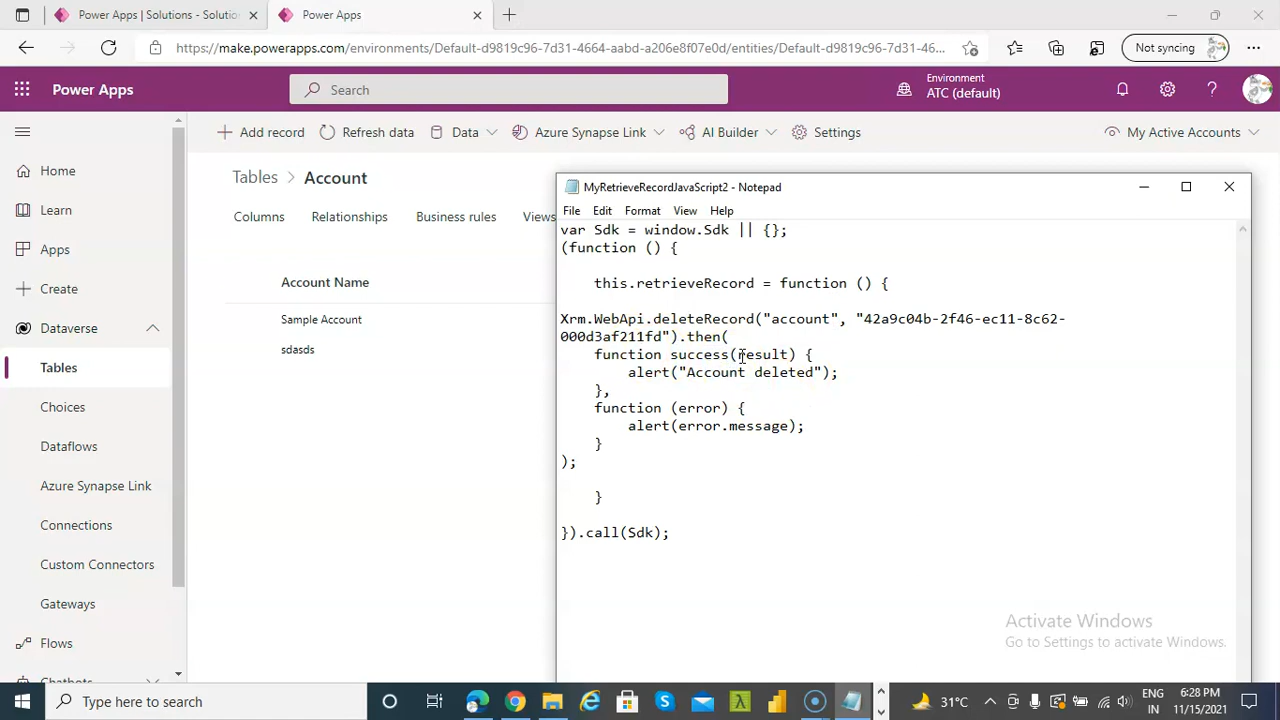 Power Apps | Solutions - Solutio
Power Apps
https://make.powerapps.com/environments/Default-d9819c96-7d31-4664-aabd-a206e8f07e0d/entities/Default-d9819c96-7d31-46...
Not syncing
Power Apps
Search
Environment
ATC (default)
Add record
Refresh data
Data
Azure Synapse Link
AI Builder
Settings
My Active Accounts
Home
Learn
Apps
Create
Dataverse
Tables
Choices
Dataflows
Azure Synapse Link
Connections
Custom Connectors
Gateways
Flows
Chatbots
Tables > Account
Columns
Relationships
Business rules
Views
Account Name
Sample Account
sdasds
MyRetrieveRecordJavaScript2 - Notepad
File Edit Format View Help
var Sdk = window.Sdk || {};
(function () {
this.retrieveRecord = function () {
Xrm.WebApi.deleteRecord("account", "42a9c04b-2f46-ec11-8c62-
000d3af211fd").then(
function success(result) {
alert("Account deleted");
},
function (error) {
alert(error.message);
}
);
}
}).call(Sdk);
Activate Windows
Go to Settings to activate Windows.
Type here to search
31°C
ENG
IN
6:28 PM
11/15/2021